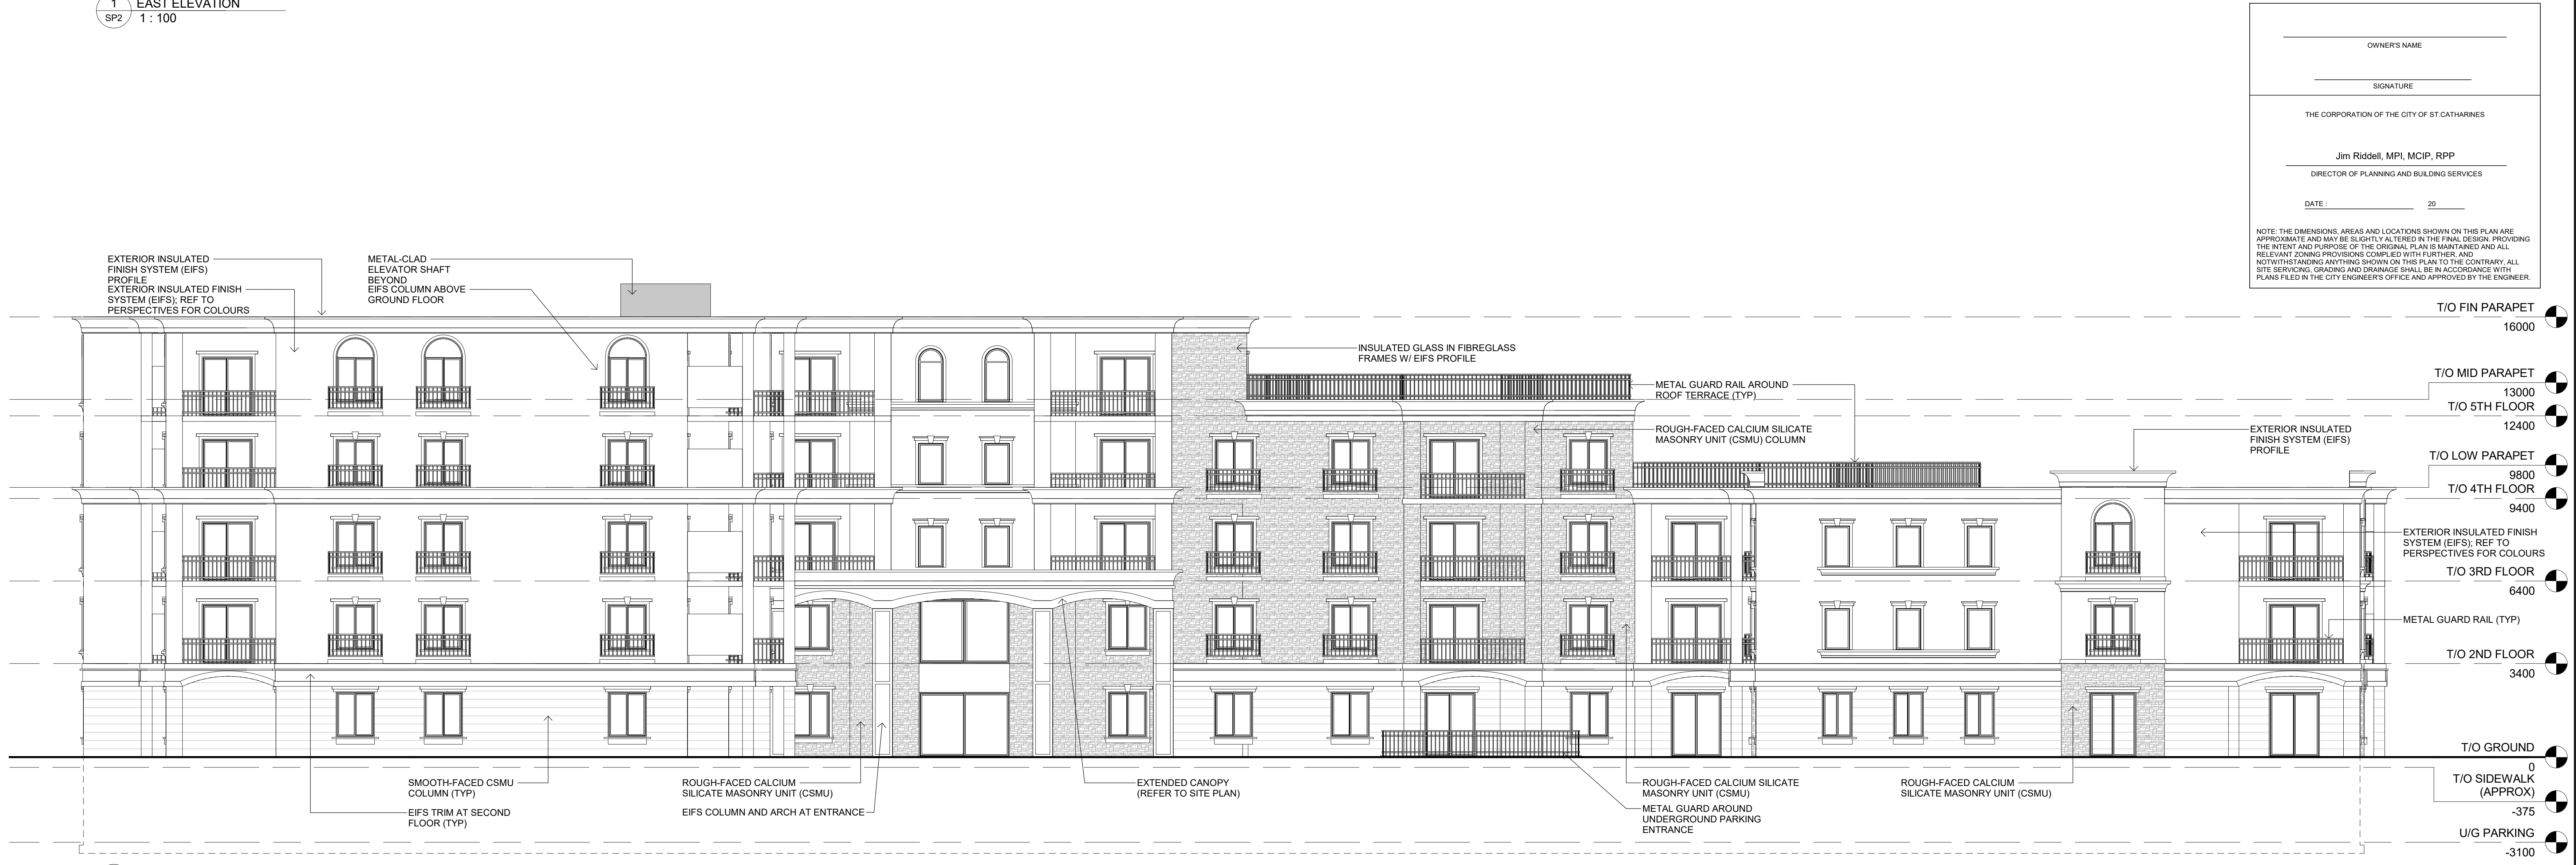 1
EAST ELEVATION
SP2
1 : 100
OWNER'S NAME
SIGNATURE
THE CORPORATION OF THE CITY OF ST.CATHARINES
Jim Riddell, MPI, MCIP, RPP
DIRECTOR OF PLANNING AND BUILDING SERVICES
DATE :
20
NOTE: THE DIMENSIONS, AREAS AND LOCATIONS SHOWN ON THIS PLAN ARE
APPROXIMATE AND MAY BE SLIGHTLY ALTERED IN THE FINAL DESIGN. PROVIDING
THE INTENT AND PURPOSE OF THE ORIGINAL PLAN IS MAINTAINED AND ALL
RELEVANT ZONING PROVISIONS COMPLIED WITH FURTHER, AND
NOTWITHSTANDING ANYTHING SHOWN ON THIS PLAN TO THE CONTRARY, ALL
SITE SERVICING, GRADING AND DRAINAGE SHALL BE IN ACCORDANCE WITH
PLANS FILED IN THE CITY ENGINEER'S OFFICE AND APPROVED BY THE ENGINEER.
EXTERIOR INSULATED
FINISH SYSTEM (EIFS)
PROFILE
EXTERIOR INSULATED FINISH
SYSTEM (EIFS); REF TO
PERSPECTIVES FOR COLOURS
METAL-CLAD
ELEVATOR SHAFT
BEYOND
EIFS COLUMN ABOVE
GROUND FLOOR
INSULATED GLASS IN FIBREGLASS
FRAMES W/ EIFS PROFILE
METAL GUARD RAIL AROUND
ROOF TERRACE (TYP)
ROUGH-FACED CALCIUM SILICATE
MASONRY UNIT (CSMU) COLUMN
EXTERIOR INSULATED
FINISH SYSTEM (EIFS)
PROFILE
T/O FIN PARAPET
16000
T/O MID PARAPET
13000
T/O 5TH FLOOR
12400
T/O LOW PARAPET
9800
T/O 4TH FLOOR
9400
EXTERIOR INSULATED FINISH
SYSTEM (EIFS); REF TO
PERSPECTIVES FOR COLOURS
T/O 3RD FLOOR
6400
METAL GUARD RAIL (TYP)
T/O 2ND FLOOR
3400
T/O GROUND
0
T/O SIDEWALK
(APPROX)
-375
U/G PARKING
-3100
SMOOTH-FACED CSMU
COLUMN (TYP)
EIFS TRIM AT SECOND
FLOOR (TYP)
ROUGH-FACED CALCIUM
SILICATE MASONRY UNIT (CSMU)
EIFS COLUMN AND ARCH AT ENTRANCE
EXTENDED CANOPY
(REFER TO SITE PLAN)
ROUGH-FACED CALCIUM SILICATE
MASONRY UNIT (CSMU)
METAL GUARD AROUND
UNDERGROUND PARKING
ENTRANCE
ROUGH-FACED CALCIUM
SILICATE MASONRY UNIT (CSMU)